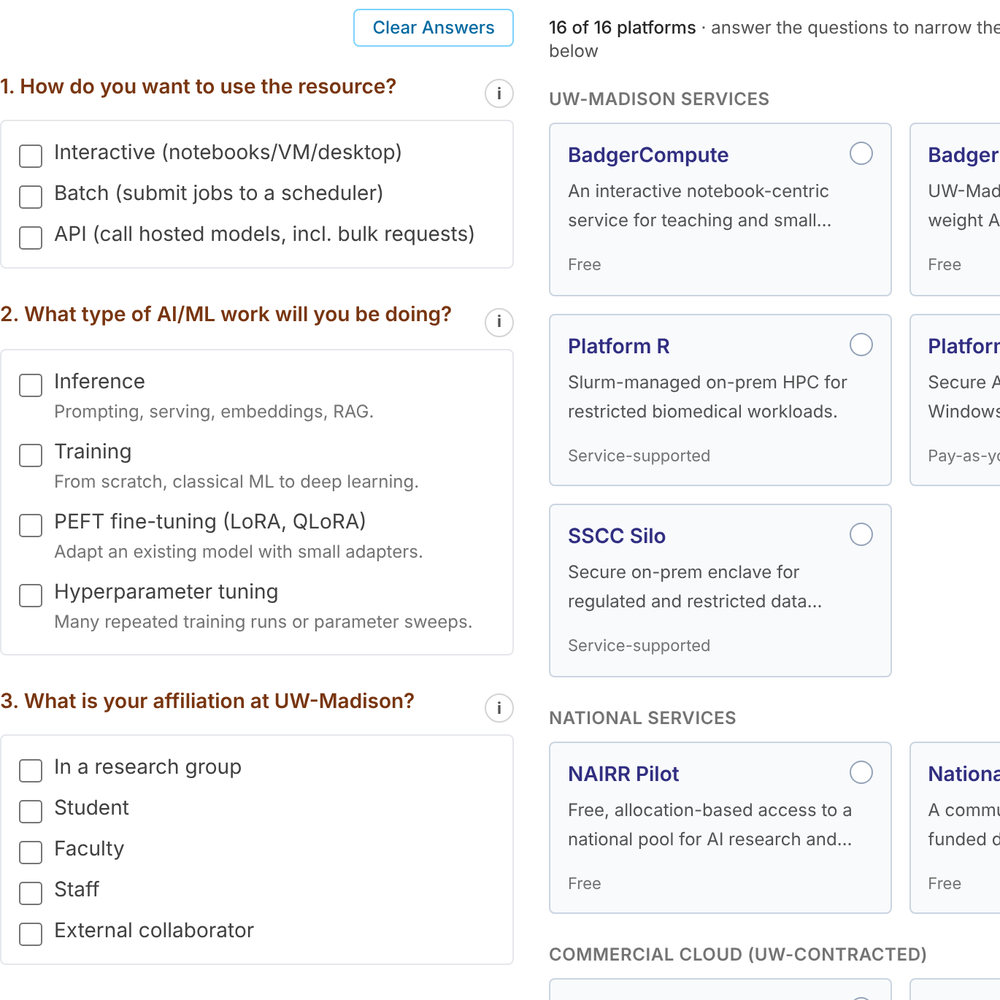 Clear Answers
1. How do you want to use the resource?
i
Interactive (notebooks/VM/desktop)
Batch (submit jobs to a scheduler)
API (call hosted models, incl. bulk requests)
2. What type of AI/ML work will you be doing?
i
Inference
Prompting, serving, embeddings, RAG.
Training
From scratch, classical ML to deep learning.
PEFT fine-tuning (LoRA, QLoRA)
Adapt an existing model with small adapters.
Hyperparameter tuning
Many repeated training runs or parameter sweeps.
3. What is your affiliation at UW-Madison?
i
In a research group
Student
Faculty
Staff
External collaborator
16 of 16 platforms · answer the questions to narrow the
below
UW-MADISON SERVICES
BadgerCompute
An interactive notebook-centric
service for teaching and small...
Free
Badger
UW-Mad
weight A
Free
Platform R
Slurm-managed on-prem HPC for
restricted biomedical workloads.
Service-supported
Platfor
Secure A
Windows
Pay-as-yo
SSCC Silo
Secure on-prem enclave for
regulated and restricted data...
Service-supported
NATIONAL SERVICES
NAIRR Pilot
Free, allocation-based access to a
national pool for AI research and...
Free
Nationa
A commu
funded d
Free
COMMERCIAL CLOUD (UW-CONTRACTED)